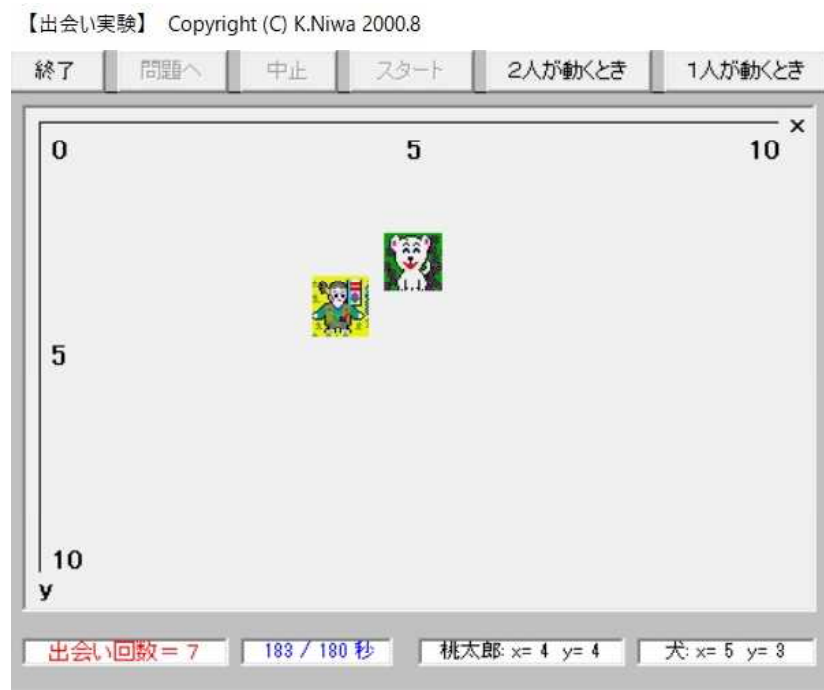 【出会い実験】 Copyright (C) K.Niwa 2000.8
終了 問題へ 中止 スタート 2人が動くとき 1人が動くとき
x
0 5 10
5
10
y
出会い回数= 7 183 / 180 秒 桃太郎: x= 4 y= 4 犬: x= 5 y= 3